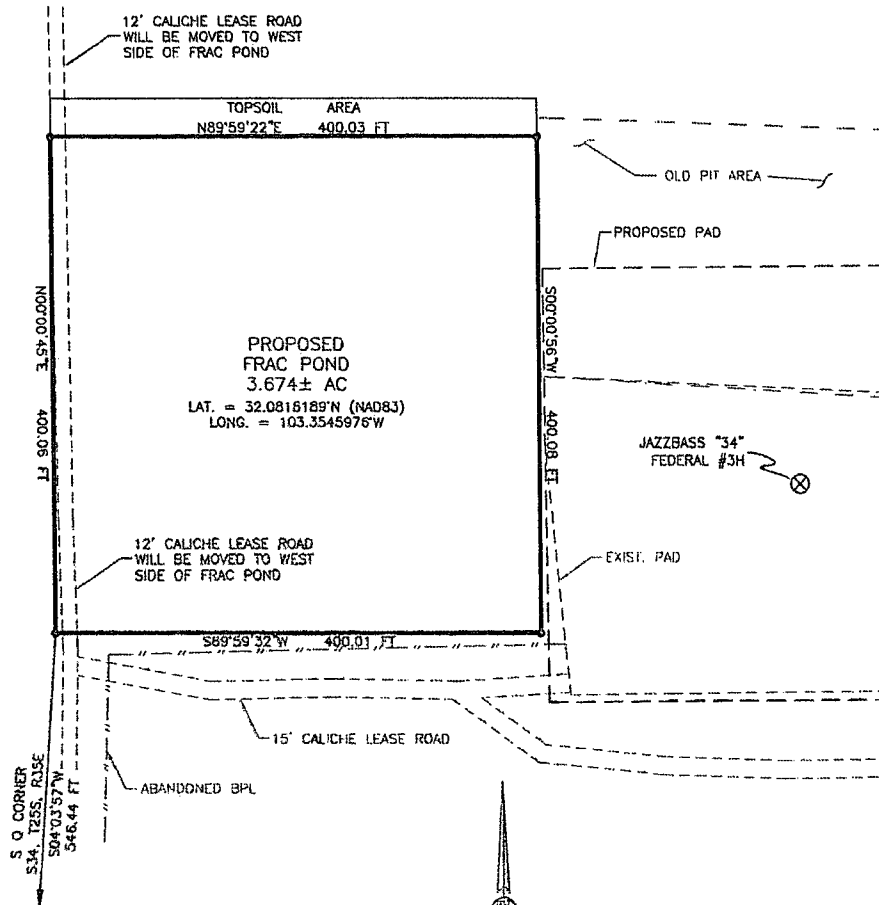 12' CALICHE LEASE ROAD
WILL BE MOVED TO WEST
SIDE OF FRAC POND
TOPSOIL AREA
N89°59'22"E 400.03 FT
OLD PIT AREA
PROPOSED PAD
N00°00'45"E 400.06 FT
S00°00'56"W 400.08 FT
PROPOSED
FRAC POND
3.674± AC
LAT. = 32.0816189°N (NAD83)
LONG. = 103.3545976°W
JAZZBASS "34"
FEDERAL #3H
12' CALICHE LEASE ROAD
WILL BE MOVED TO WEST
SIDE OF FRAC POND
EXIST. PAD
S89°59'32"W 400.01 FT
15' CALICHE LEASE ROAD
ABANDONED BPL
S Q CORNER
S34, T25S, R35E
S04°03'57"W
546.44 FT